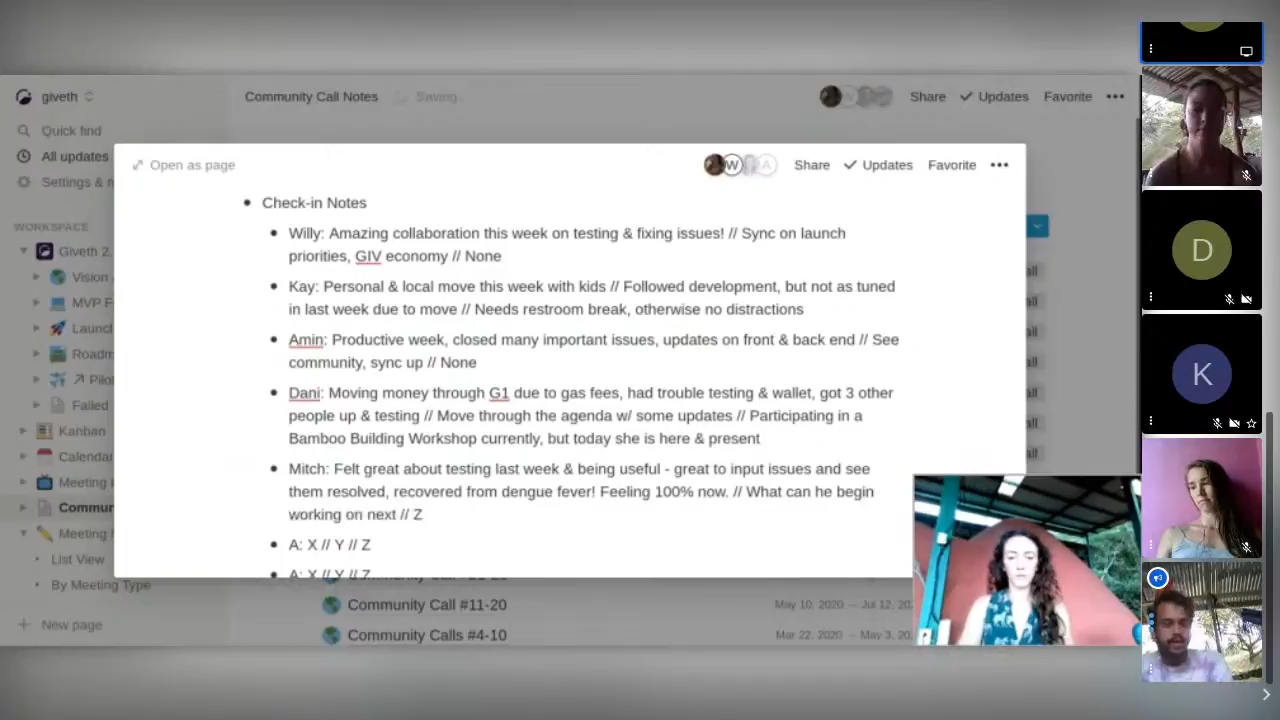 giveth
Community Call Notes
Saving..
Share
Updates
Favorite
Quick find
All updates
Settings & m
Open as page
W
A
Share
Updates
Favorite
Check-in Notes
Willy: Amazing collaboration this week on testing & fixing issues! // Sync on launch
priorities, GIV economy // None
Kay: Personal & local move this week with kids // Followed development, but not as tuned
in last week due to move // Needs restroom break, otherwise no distractions
Amin: Productive week, closed many important issues, updates on front & back end // See
community, sync up // None
Dani: Moving money through G1 due to gas fees, had trouble testing & wallet, got 3 other
people up & testing // Move through the agenda w/ some updates // Participating in a
Bamboo Building Workshop currently, but today she is here & present
Mitch: Felt great about testing last week & being useful - great to input issues and see
them resolved, recovered from dengue fever! Feeling 100% now. // What can he begin
working on next // Z
A: X // Y // Z
A: X // Y // Z
WORKSPACE
Giveth 2.
Vision
MVP F
Launch
Roadm
Pilot
Failed
Kanban
Calendar
Meeting
Commun
Meeting
List View
By Meeting Type
New page
Community Call #11-20
May 10, 2020 → Jul 12, 20
Community Calls #4-10
Mar 22, 2020 → May 3, 20
D
K